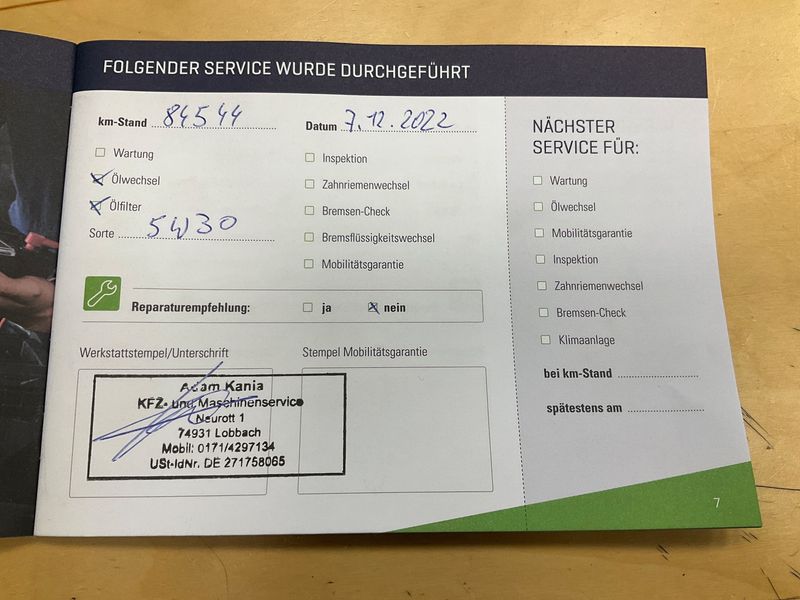 FOLGENDER SERVICE WURDE DURCHGEFÜHRT
km-Stand 84544
Datum 7.12.2022
Wartung
Ölwechsel
Ölfilter
Sorte 5W30
Inspektion
Zahnriemenwechsel
Bremsen-Check
Bremsflüssigkeitswechsel
Mobilitätsgarantie
Reparaturempfehlung: ja nein
Werkstattstempel/Unterschrift
Adam Kania
KFZ- und Maschinenservice
Neurott 1
74931 Lobbach
Mobil: 0171/4297134
USt-IdNr. DE 271758065
Stempel Mobilitätsgarantie
NÄCHSTER
SERVICE FÜR:
Wartung
Ölwechsel
Mobilitätsgarantie
Inspektion
Zahnriemenwechsel
Bremsen-Check
Klimaanlage
bei km-Stand
spätestens am
7